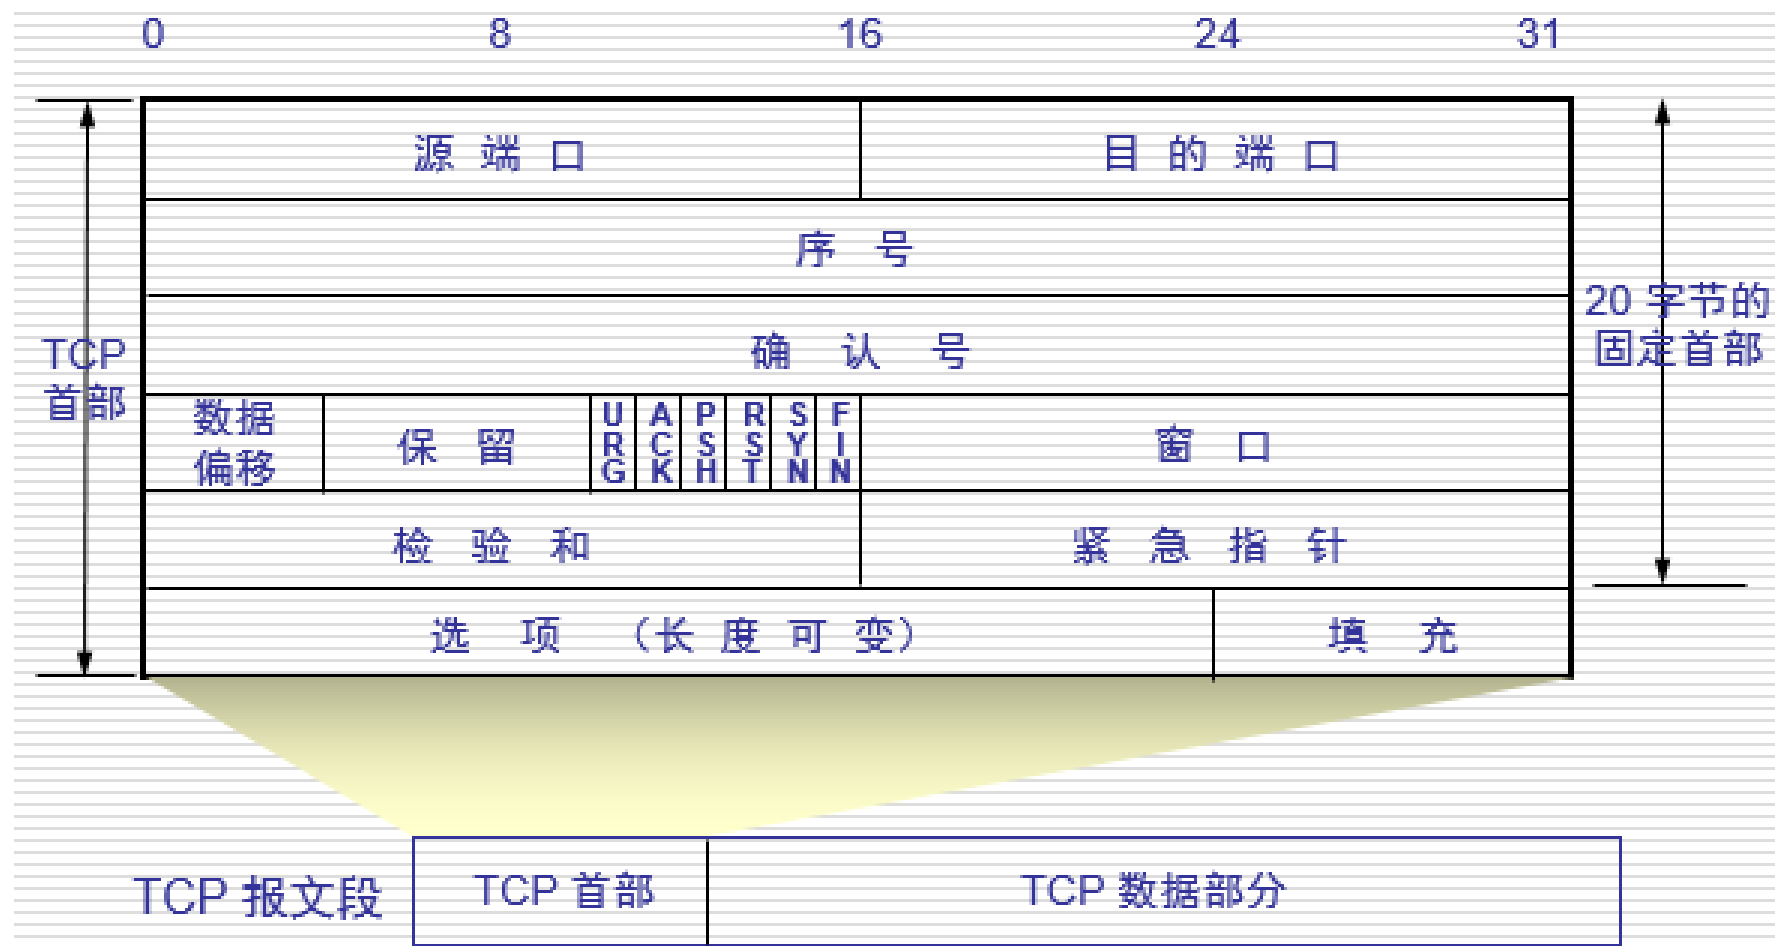 0 8 16 24 31
源 端 口 目 的 端 口
序 号
20 字节的
固定首部
确 认 号
TCP
首部
数据
偏移
保 留
URG
ACK
PSH
RST
SYN
FIN
窗 口
检 验 和 紧 急 指 针
选 项 （长 度 可 变） 填 充
TCP 报文段 TCP 首部 TCP 数据部分